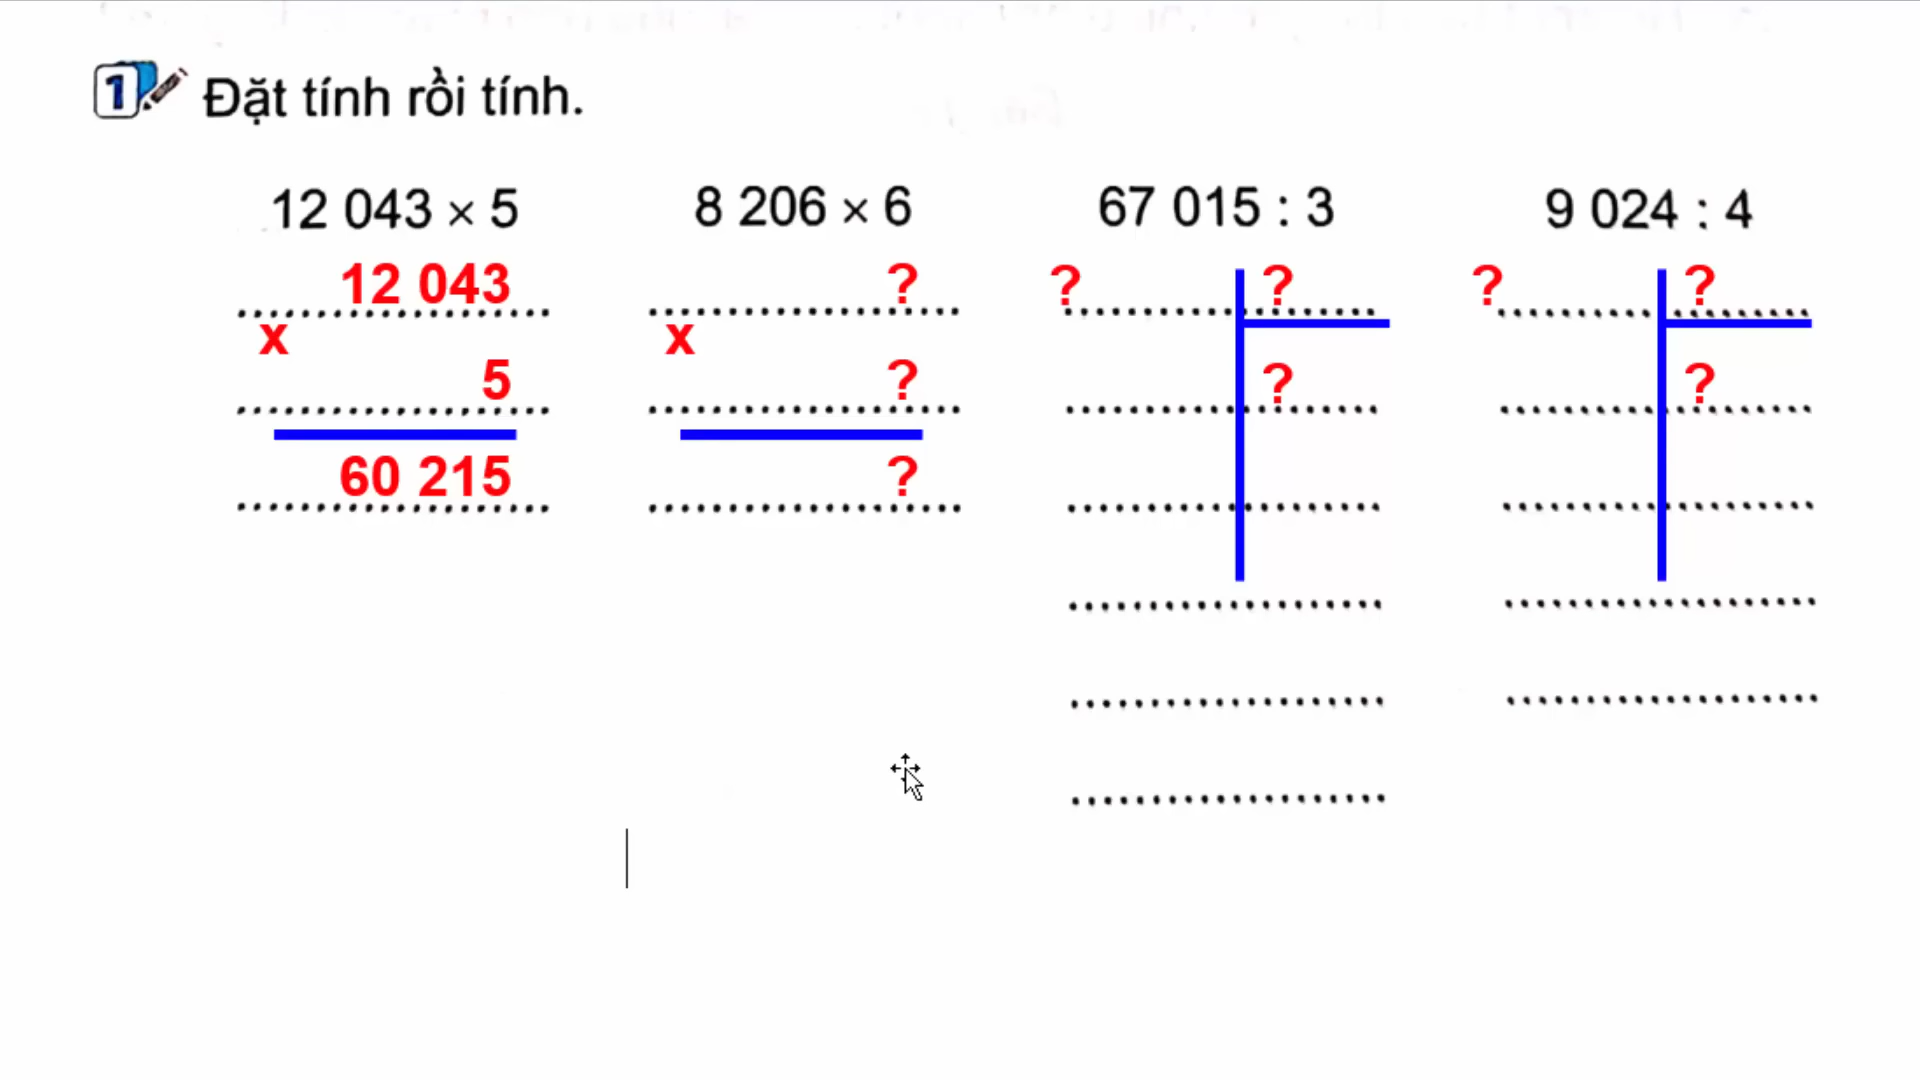 1 Đặt tính rồi tính.
12 043 × 5 8 206 × 6 67 015 : 3 9 024 : 4
12 043 ? ? ? ? ?
x x
5 ? ? ?
60 215 ?